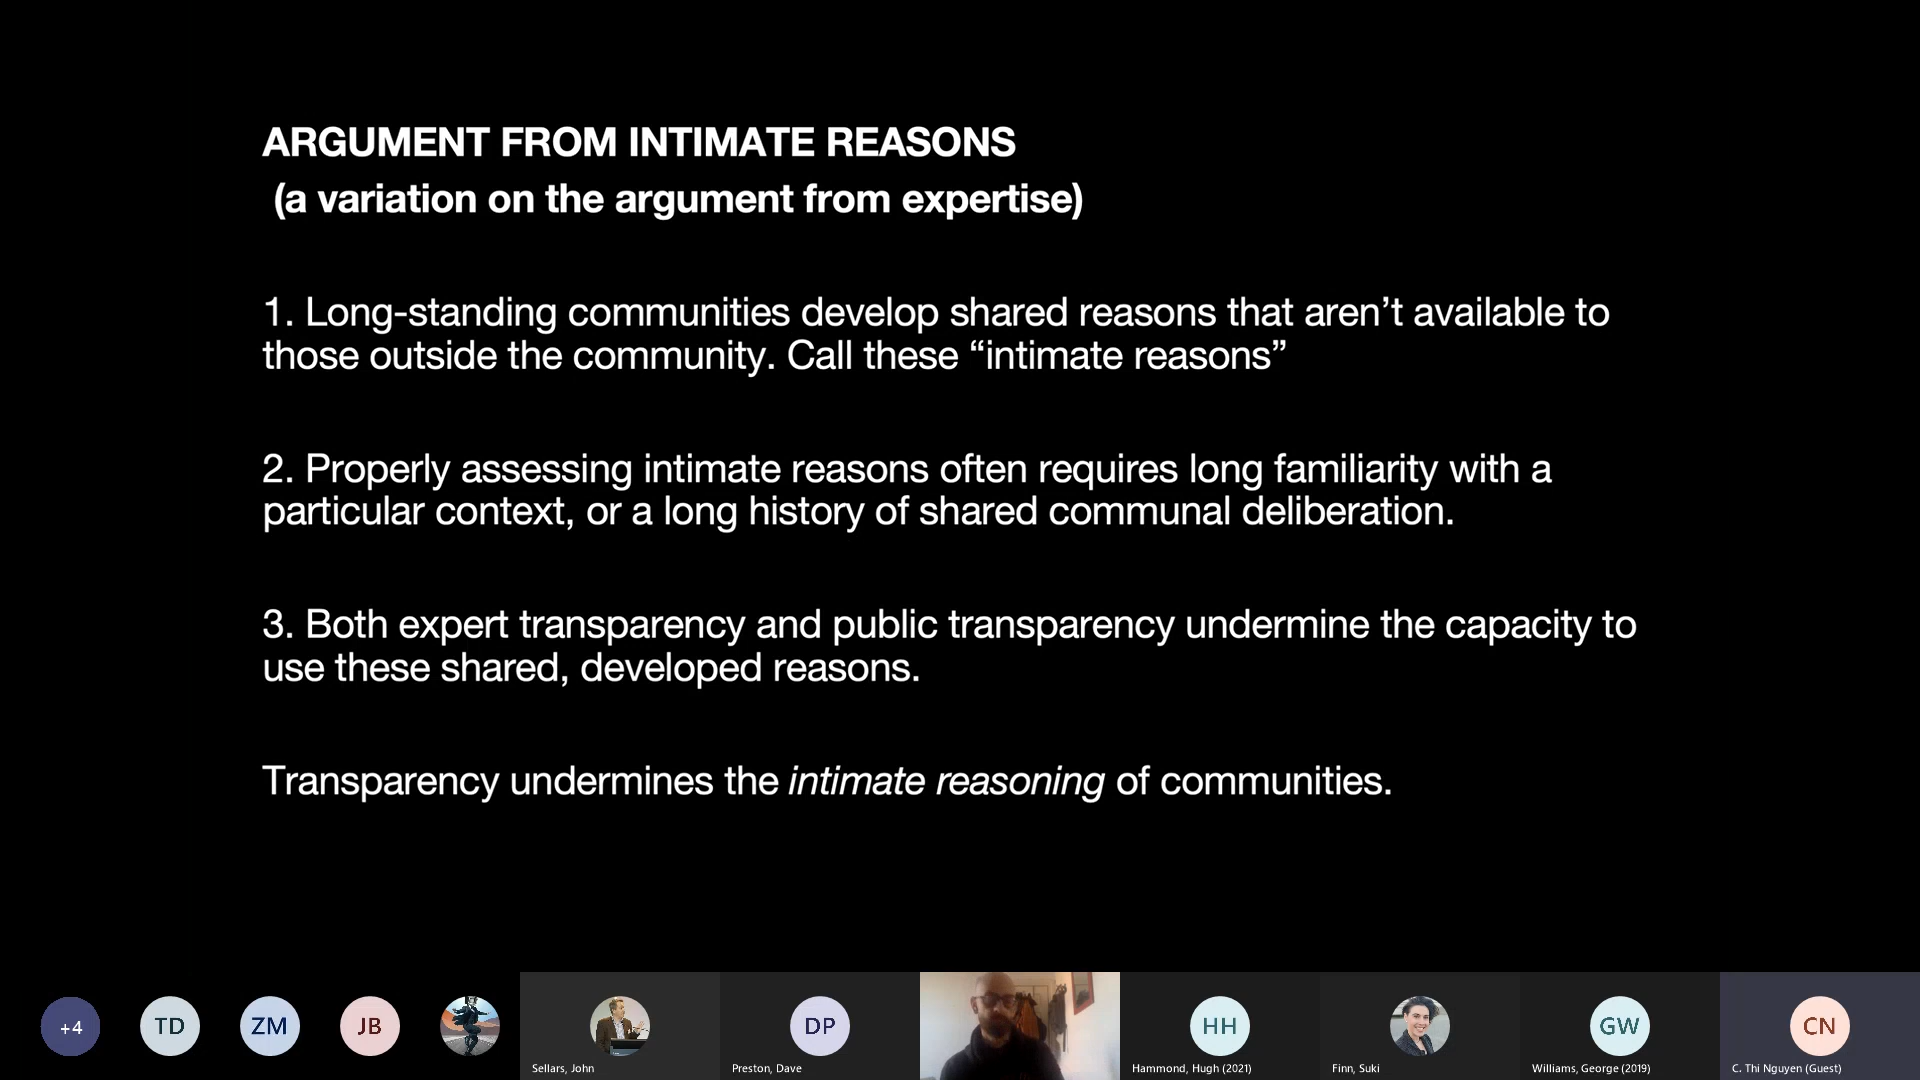 ARGUMENT FROM INTIMATE REASONS
(a variation on the argument from expertise)
1. Long-standing communities develop shared reasons that aren’t available to
those outside the community. Call these “intimate reasons”
2. Properly assessing intimate reasons often requires long familiarity with a
particular context, or a long history of shared communal deliberation.
3. Both expert transparency and public transparency undermine the capacity to
use these shared, developed reasons.
Transparency undermines the intimate reasoning of communities.
+4
TD
ZM
JB
DP
HH
GW
CN
Sellars, John
Preston, Dave
Hammond, Hugh (2021)
Finn, Suki
Williams, George (2019)
C. Thi Nguyen (Guest)